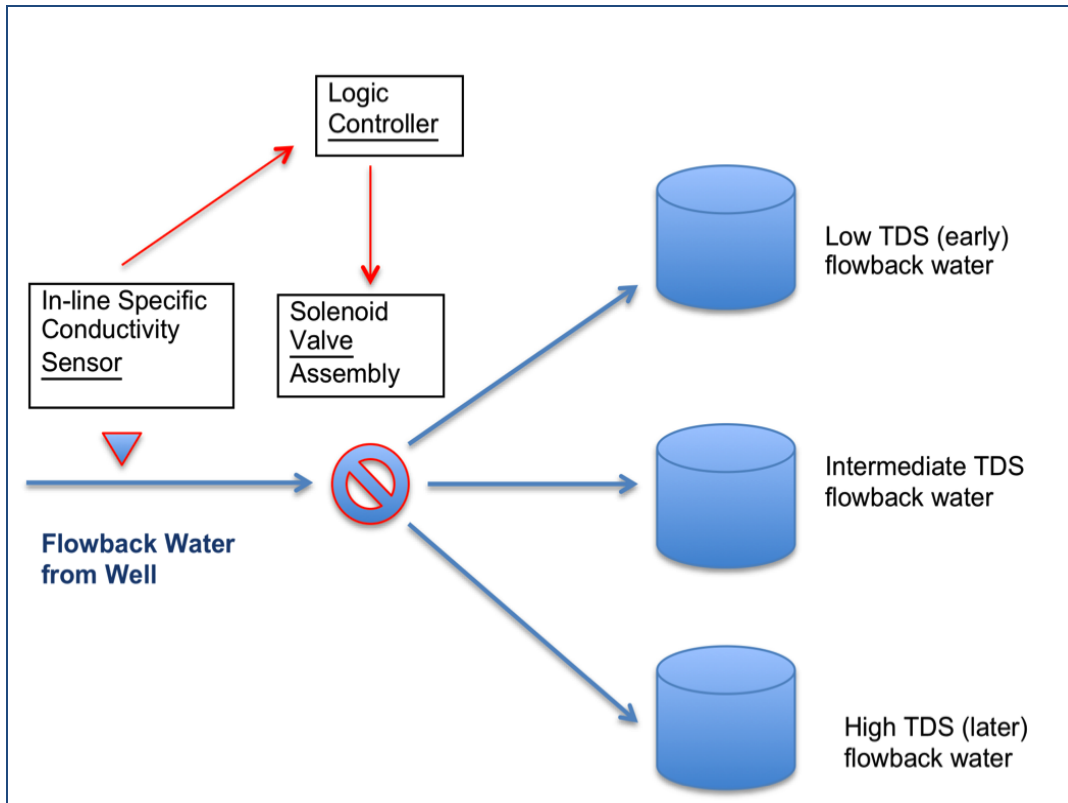 Logic
Controller
In-line Specific
Conductivity
Sensor
Solenoid
Valve
Assembly
Low TDS (early)
flowback water
Intermediate TDS
flowback water
Flowback Water
from Well
High TDS (later)
flowback water